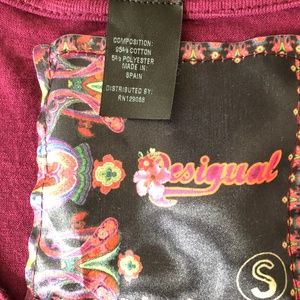 COMPOSITION:
95% COTTON
5% POLYESTER
MADE IN:
SPAIN
DISTRIBUTED BY:
RN129088
Desigual
S